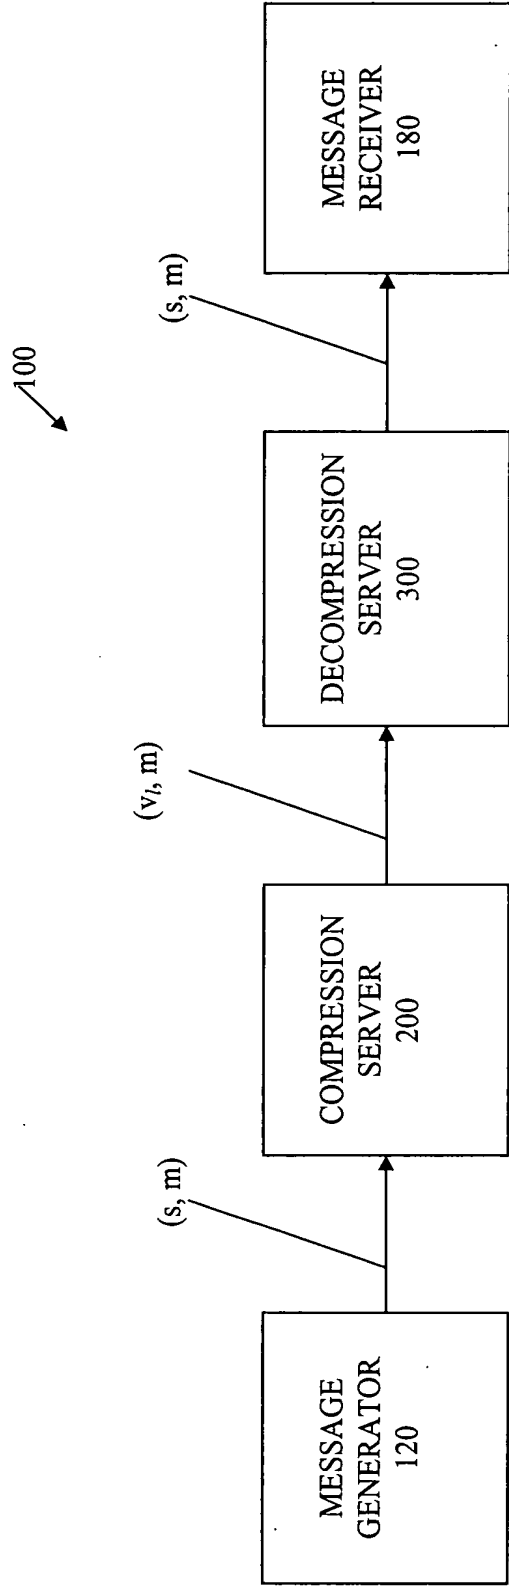 100
(s, m)
(vₗ, m)
(s, m)
MESSAGE
GENERATOR
120
COMPRESSION
SERVER
200
DECOMPRESSION
SERVER
300
MESSAGE
RECEIVER
180